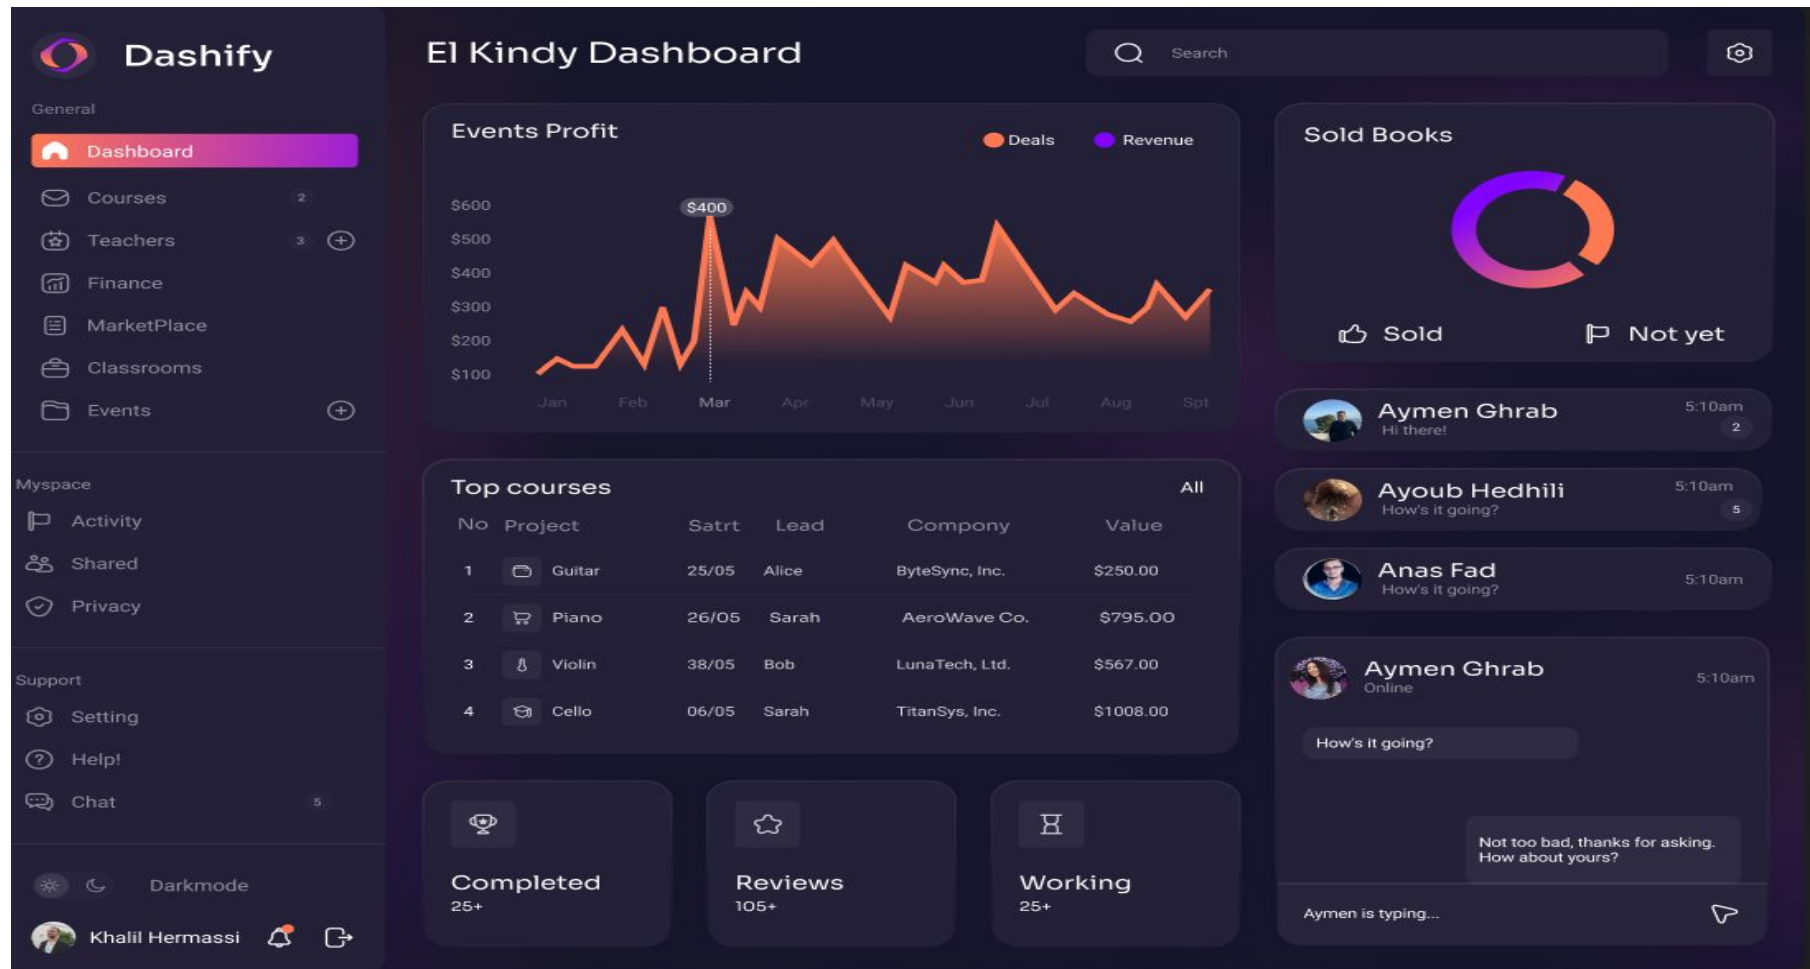 Dashify
General
Dashboard
Courses 2
Teachers 3
Finance
MarketPlace
Classrooms
Events
Myspace
Activity
Shared
Privacy
Support
Setting
Help!
Chat 5
Darkmode
Khalil Hermassi
El Kindy Dashboard
Search
Events Profit
Deals Revenue
$600
$500
$400
$300
$200
$100
$400
Jan Feb Mar Apr May Jun Jul Aug Spt
Top courses All
No Project Satrt Lead Compony Value
1 Guitar 25/05 Alice ByteSync, Inc. $250.00
2 Piano 26/05 Sarah AeroWave Co. $795.00
3 Violin 38/05 Bob LunaTech, Ltd. $567.00
4 Cello 06/05 Sarah TitanSys, Inc. $1008.00
Completed
25+
Reviews
105+
Working
25+
Sold Books
Sold Not yet
Aymen Ghrab 5:10am
Hi there! 2
Ayoub Hedhili 5:10am
How's it going? 5
Anas Fad 5:10am
How's it going?
Aymen Ghrab 5:10am
Online
How's it going?
Not too bad, thanks for asking.
How about yours?
Aymen is typing...